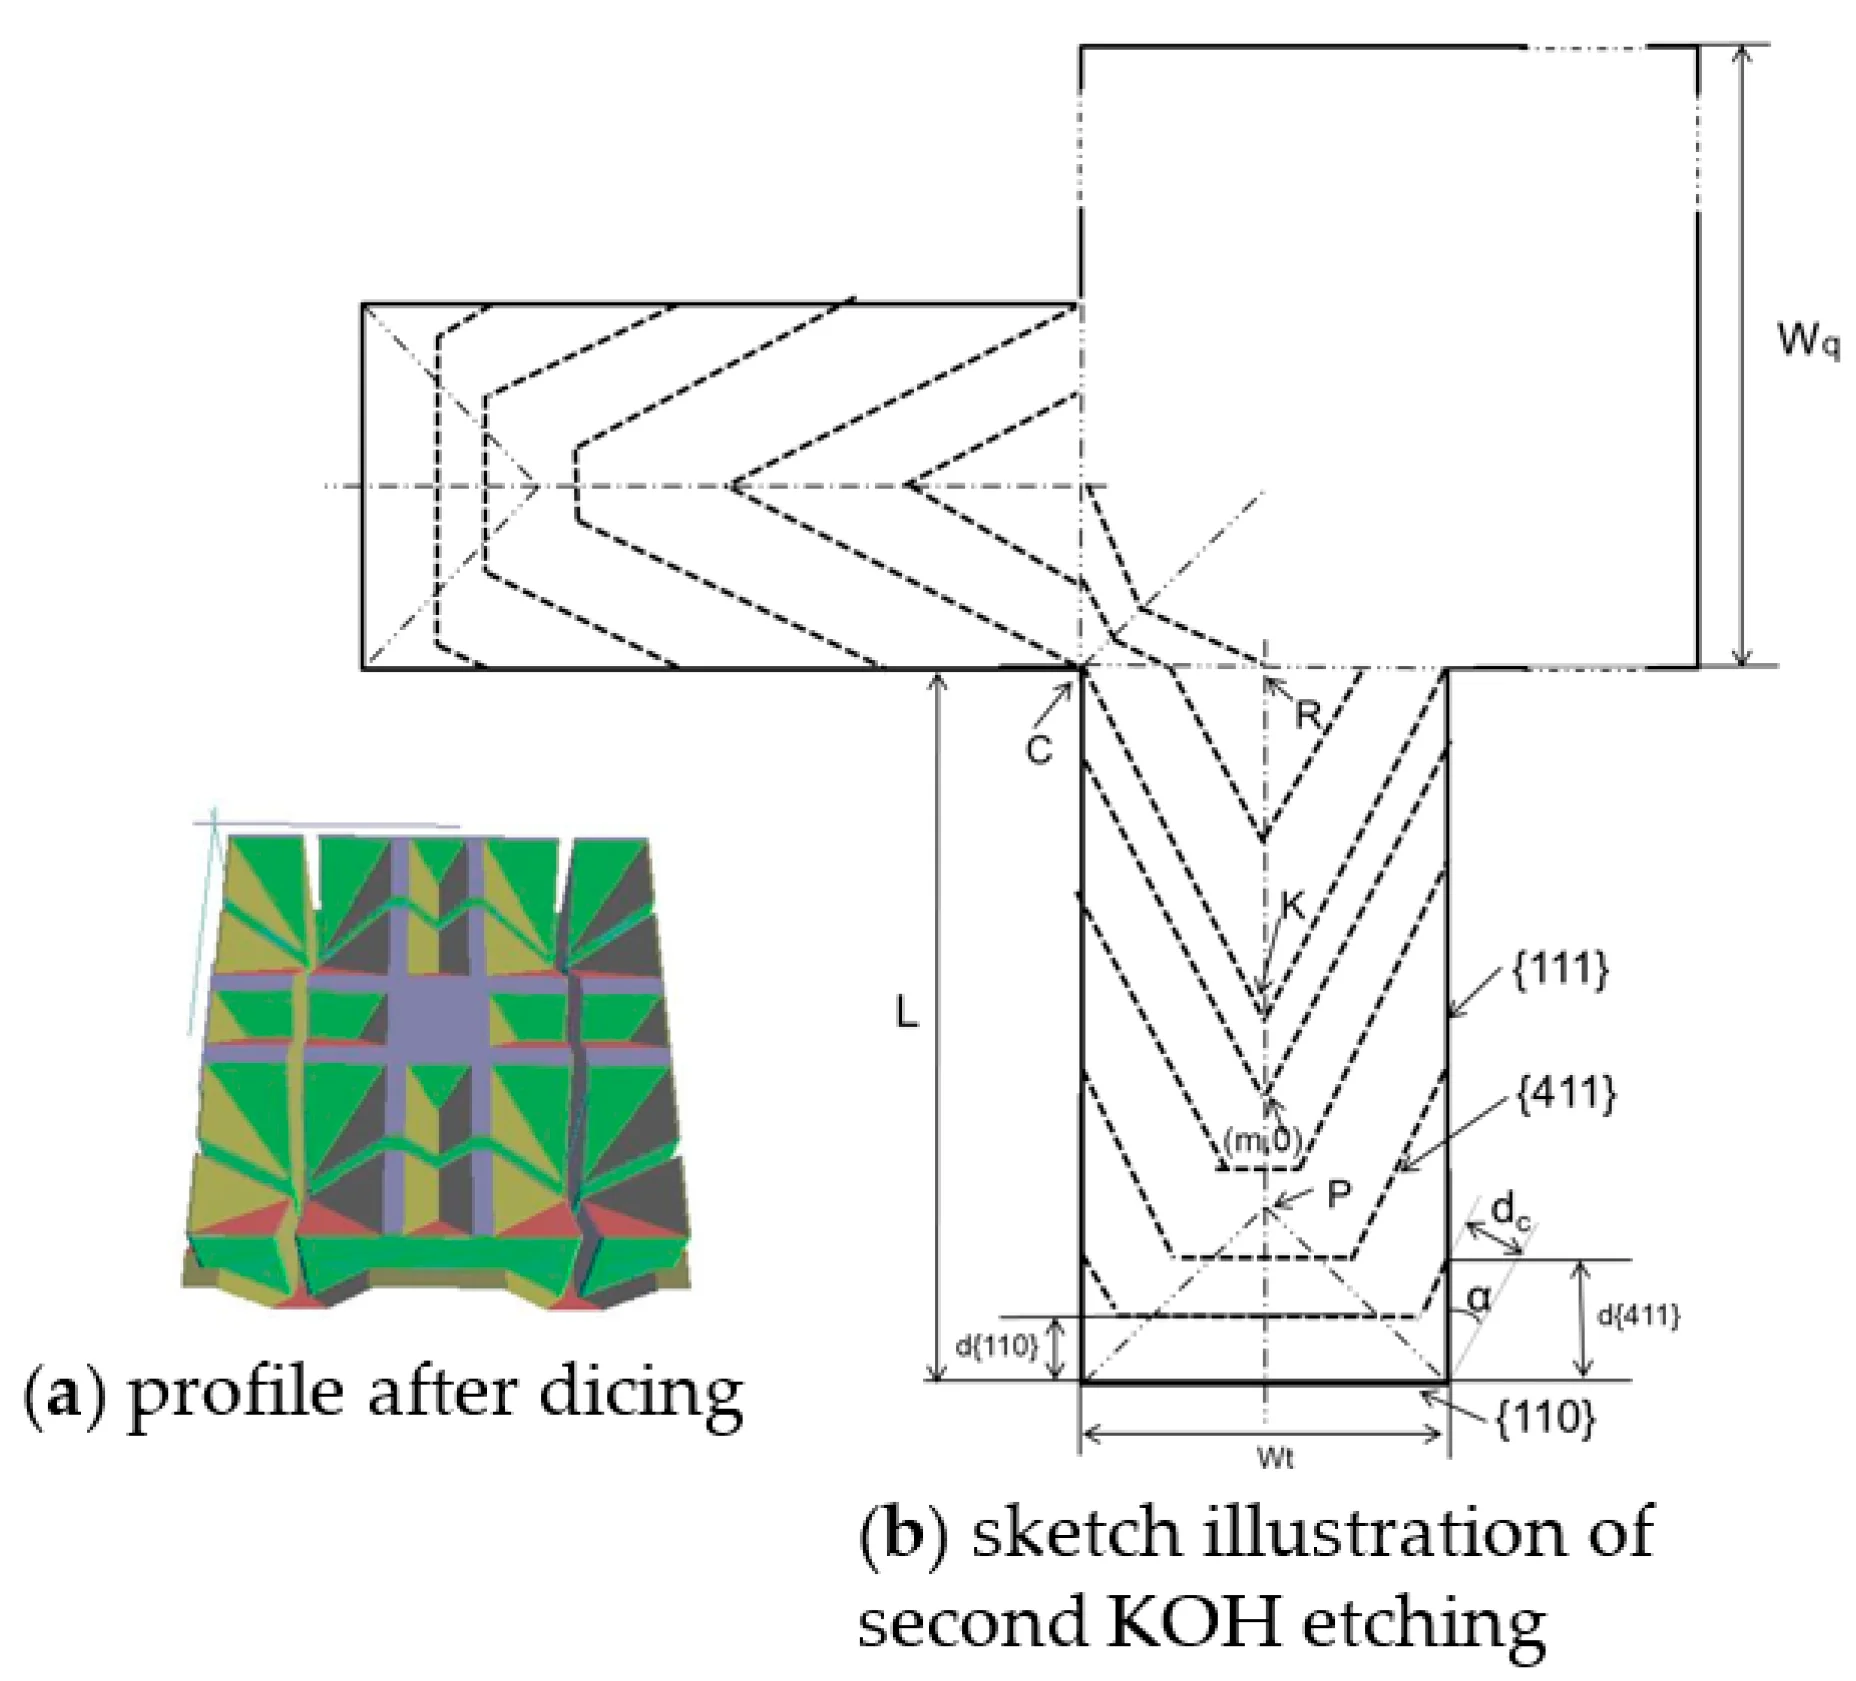 Wq
R
C
K
{111}
L
{411}
(m,0)
P
dc
α
d{411}
d{110}
{110}
Wt
(a) profile after dicing
(b) sketch illustration of
second KOH etching